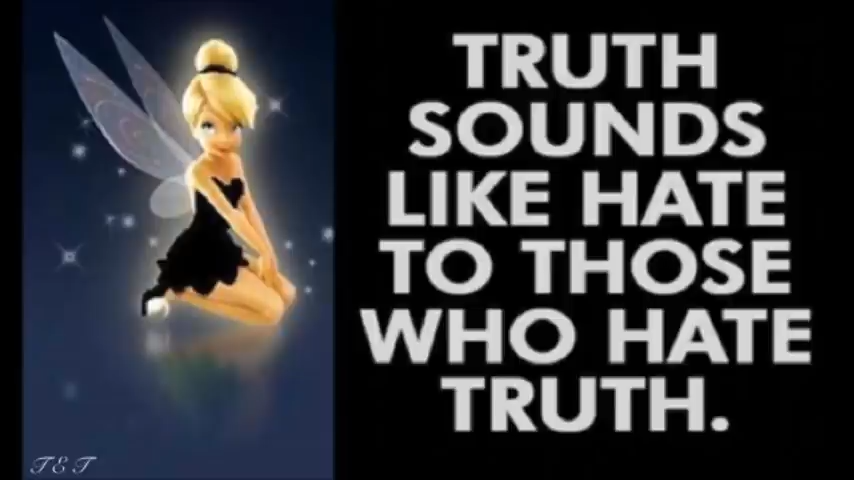 TRUTH
SOUNDS
LIKE HATE
TO THOSE
WHO HATE
TRUTH.
T&T